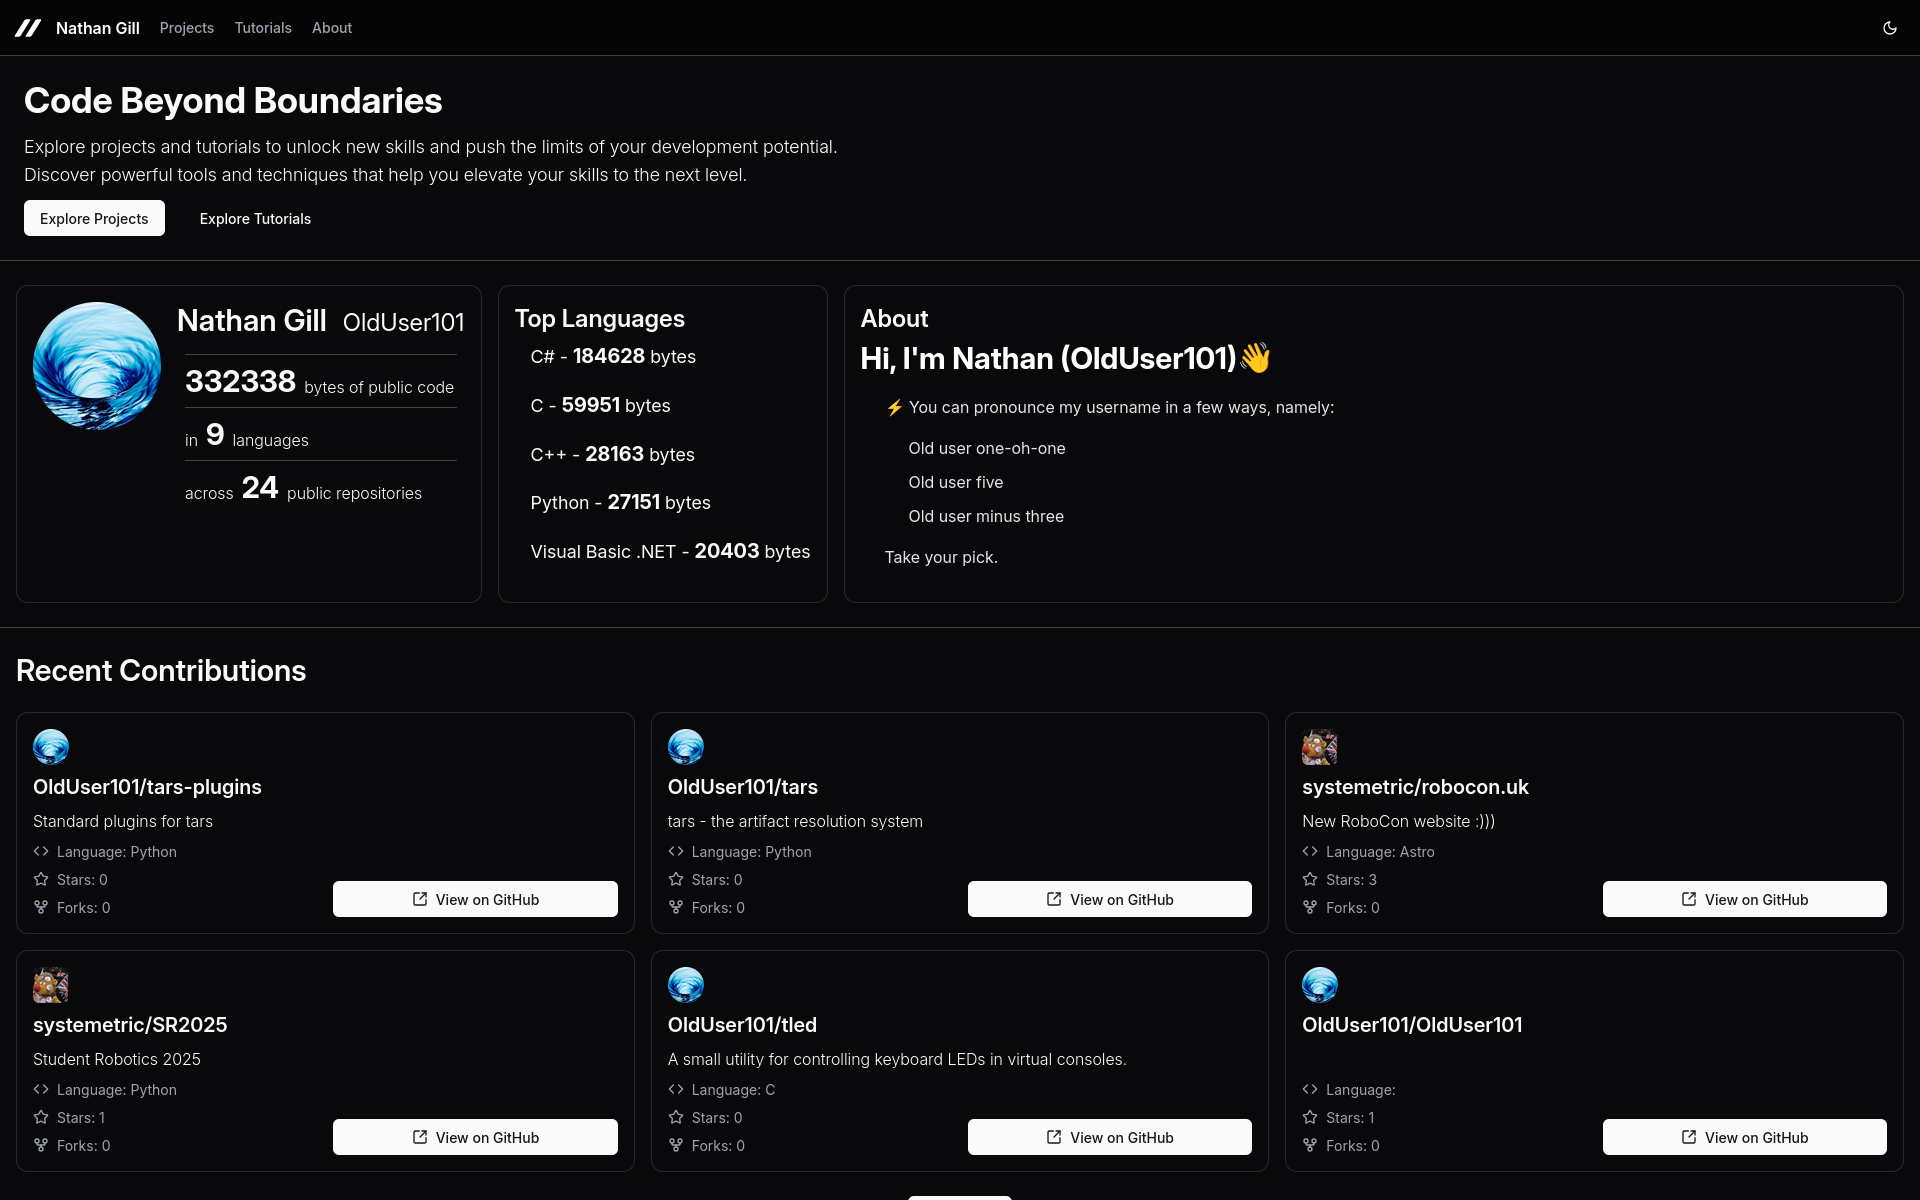 Nathan Gill Projects Tutorials About
Code Beyond Boundaries
Explore projects and tutorials to unlock new skills and push the limits of your development potential.
Discover powerful tools and techniques that help you elevate your skills to the next level.
Explore Projects Explore Tutorials
Nathan Gill OldUser101
332338 bytes of public code
in 9 languages
across 24 public repositories
Top Languages
C# - 184628 bytes
C - 59951 bytes
C++ - 28163 bytes
Python - 27151 bytes
Visual Basic .NET - 20403 bytes
About
Hi, I'm Nathan (OldUser101)👋
⚡ You can pronounce my username in a few ways, namely:
Old user one-oh-one
Old user five
Old user minus three
Take your pick.
Recent Contributions
OldUser101/tars-plugins
Standard plugins for tars
Language: Python
Stars: 0
Forks: 0
View on GitHub
OldUser101/tars
tars - the artifact resolution system
Language: Python
Stars: 0
Forks: 0
View on GitHub
systemetric/robocon.uk
New RoboCon website :)))
Language: Astro
Stars: 3
Forks: 0
View on GitHub
systemetric/SR2025
Student Robotics 2025
Language: Python
Stars: 1
Forks: 0
View on GitHub
OldUser101/tled
A small utility for controlling keyboard LEDs in virtual consoles.
Language: C
Stars: 0
Forks: 0
View on GitHub
OldUser101/OldUser101
Language:
Stars: 1
Forks: 0
View on GitHub